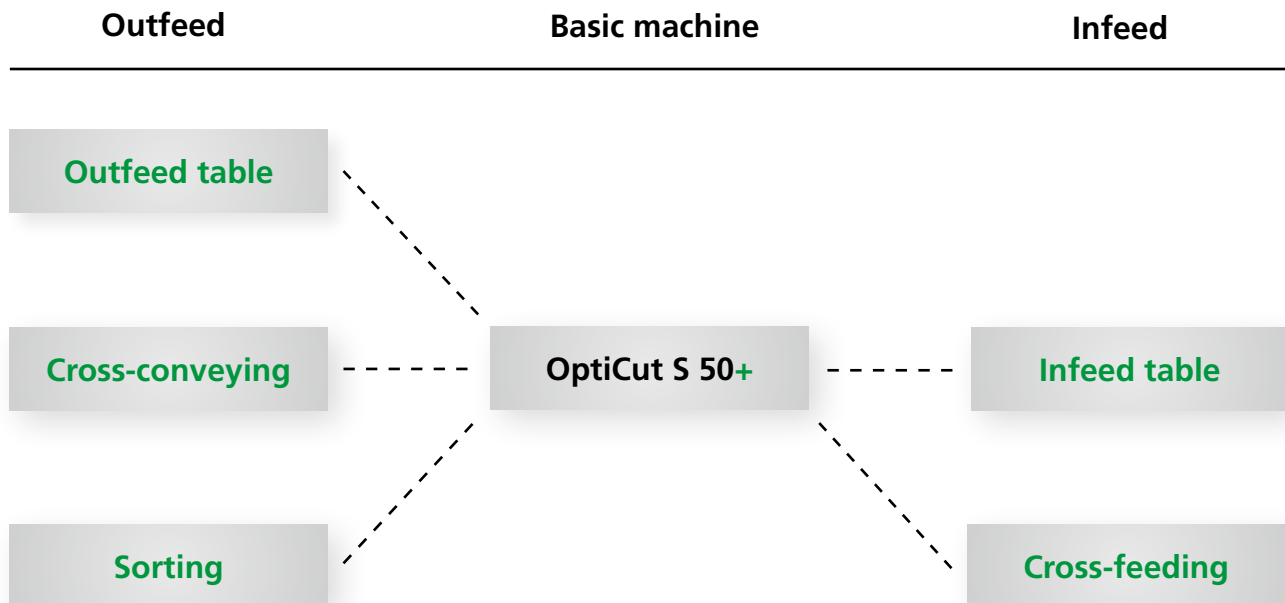 Outfeed Basic machine Infeed
Outfeed table
Cross-conveying OptiCut S 50+ Infeed table
Sorting Cross-feeding